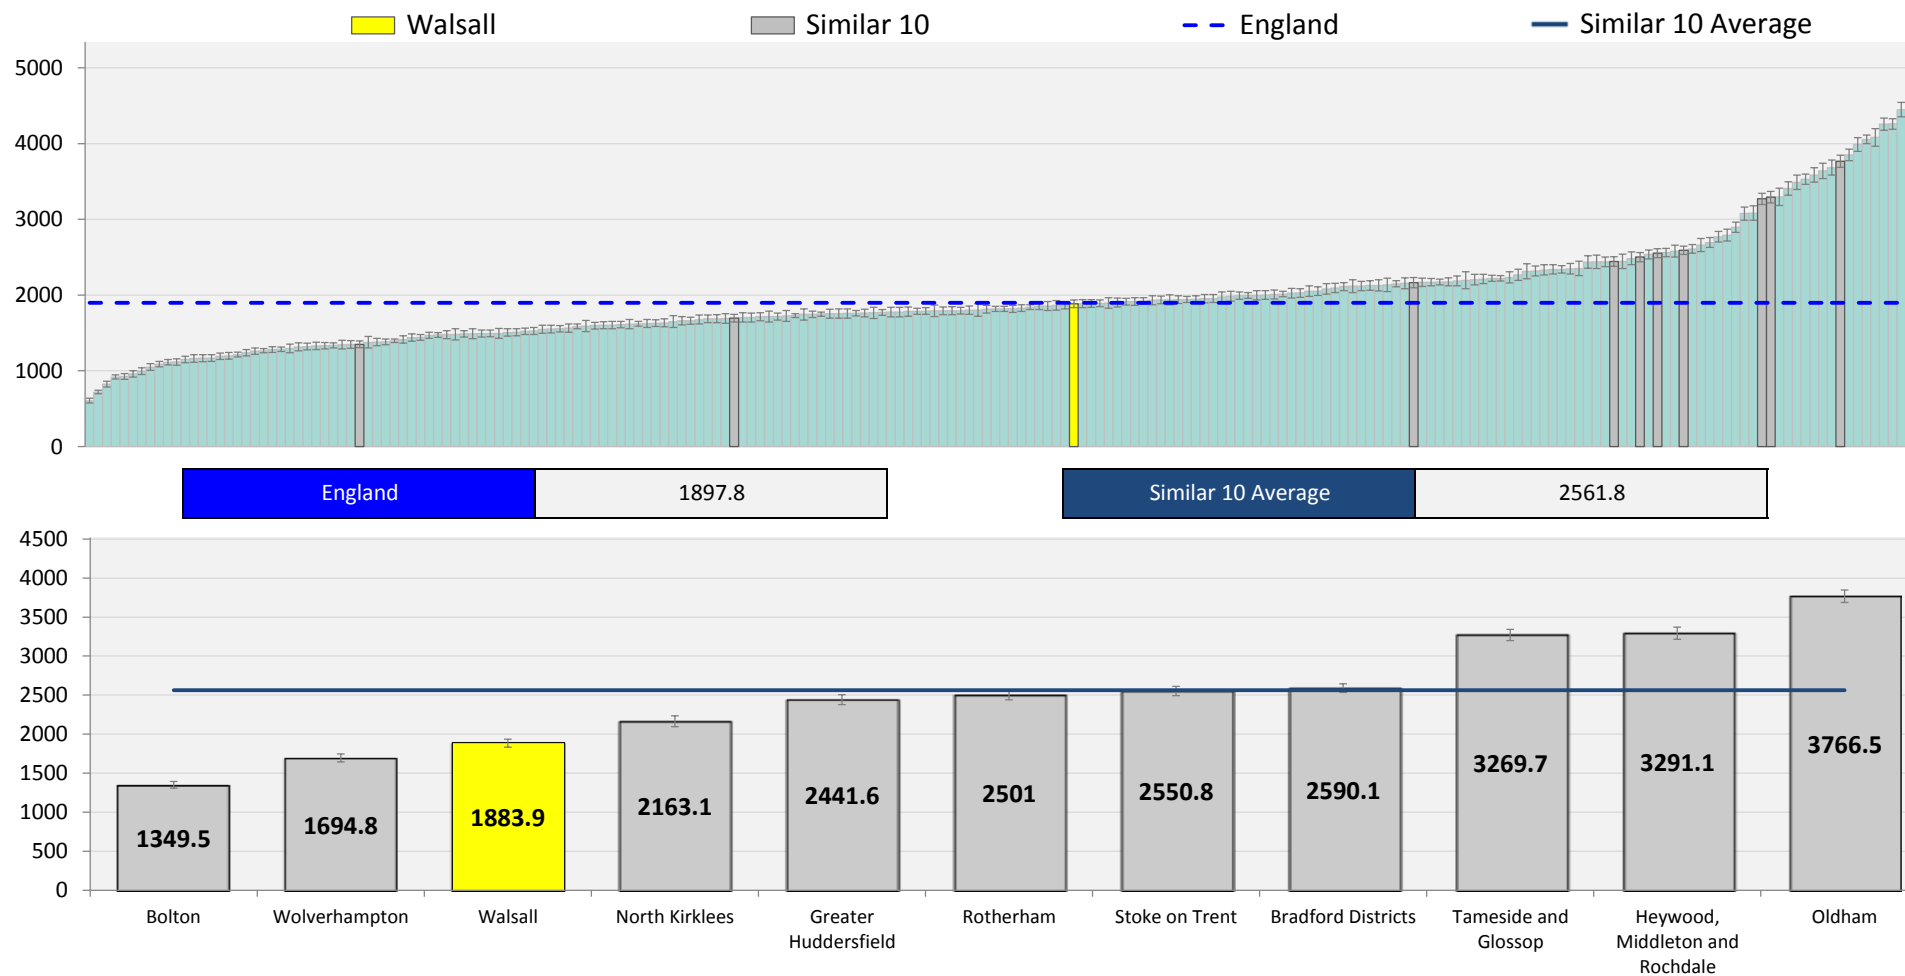 Walsall
Similar 10
England
Similar 10 Average
5000
4000
3000
2000
1000
0
England
1897.8
Similar 10 Average
2561.8
4500
4000
3500
3000
2500
2000
1500
1000
500
0
1349.5
1694.8
1883.9
2163.1
2441.6
2501
2550.8
2590.1
3269.7
3291.1
3766.5
Bolton
Wolverhampton
Walsall
North Kirklees
Greater
Huddersfield
Rotherham
Stoke on Trent
Bradford Districts
Tameside and
Glossop
Heywood,
Middleton and
Rochdale
Oldham